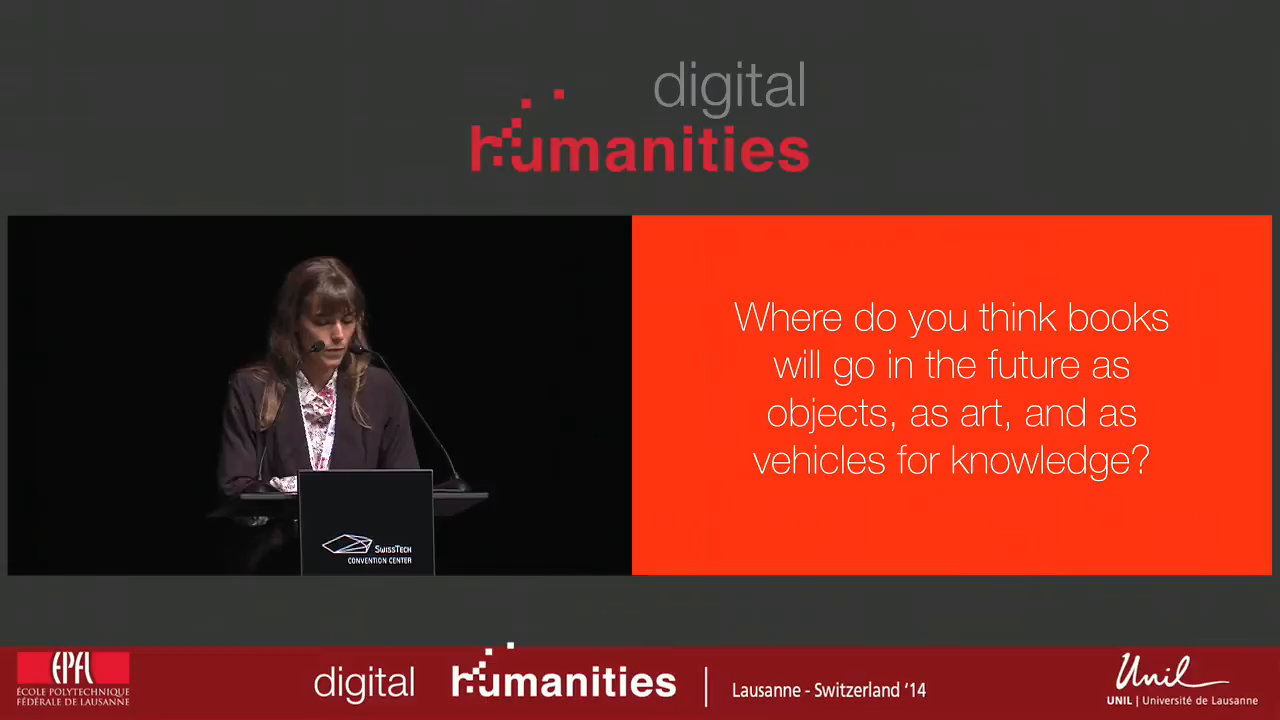 digital
humanities
Where do you think books
will go in the future as
objects, as art, and as
vehicles for knowledge?
SWISSTECH
CONVENTION CENTER
EPFL
ÉCOLE POLYTECHNIQUE
FÉDÉRALE DE LAUSANNE
digital humanities | Lausanne - Switzerland '14
Unil
UNIL | Université de Lausanne